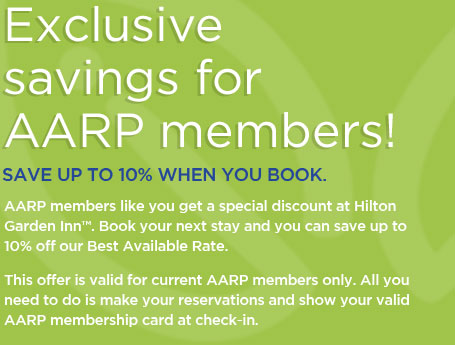 Exclusive
savings for
AARP members!
SAVE UP TO 10% WHEN YOU BOOK.
AARP members like you get a special discount at Hilton
Garden Inn™. Book your next stay and you can save up to
10% off our Best Available Rate.
This offer is valid for current AARP members only. All you
need to do is make your reservations and show your valid
AARP membership card at check-in.